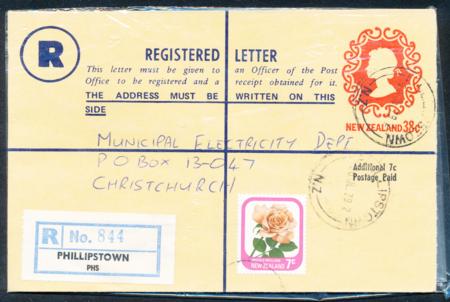 R
REGISTERED LETTER
This letter must be given to an Officer of the Post
Office to be registered and a receipt obtained for it.
THE ADDRESS MUST BE WRITTEN ON THIS
SIDE
NEW ZEALAND 38c
MUNICIPAL ELECTRICITY DEPT
P O BOX 13-047
CHRISTCHURCH
Additional 7c
Postage Paid
N.Z.
N.Z
R No. 844
PHILLIPSTOWN
PHS
NEW ZEALAND 7c